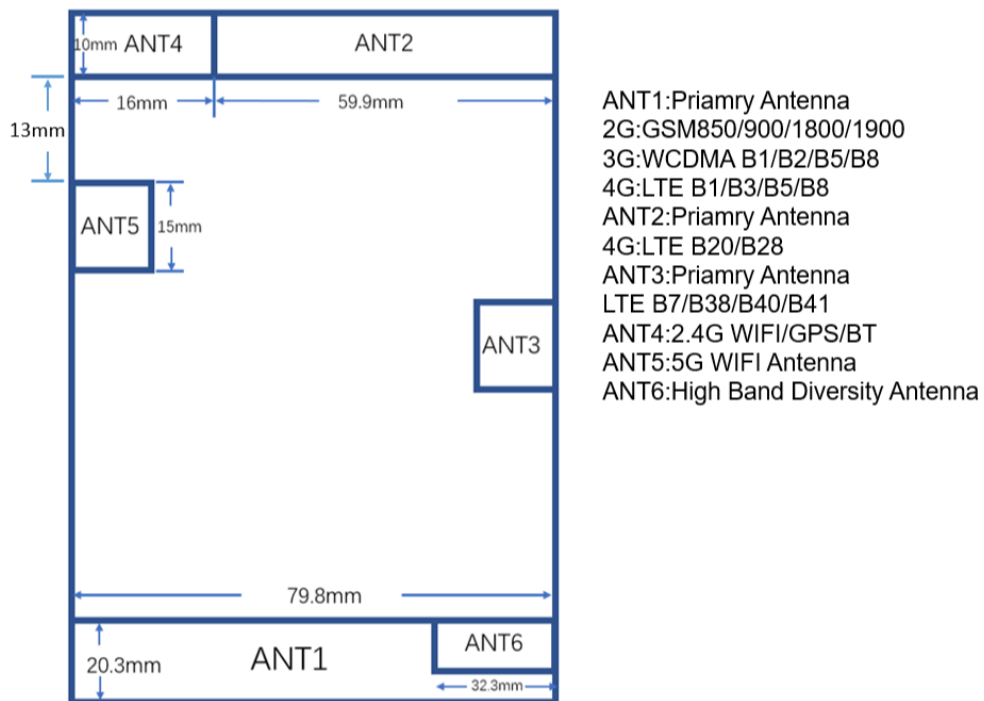 10mm ANT4
ANT2
16mm
59.9mm
13mm
ANT5
15mm
ANT3
79.8mm
20.3mm
ANT1
ANT6
32.3mm
ANT1:Priamry Antenna
2G:GSM850/900/1800/1900
3G:WCDMA B1/B2/B5/B8
4G:LTE B1/B3/B5/B8
ANT2:Priamry Antenna
4G:LTE B20/B28
ANT3:Priamry Antenna
LTE B7/B38/B40/B41
ANT4:2.4G WIFI/GPS/BT
ANT5:5G WIFI Antenna
ANT6:High Band Diversity Antenna